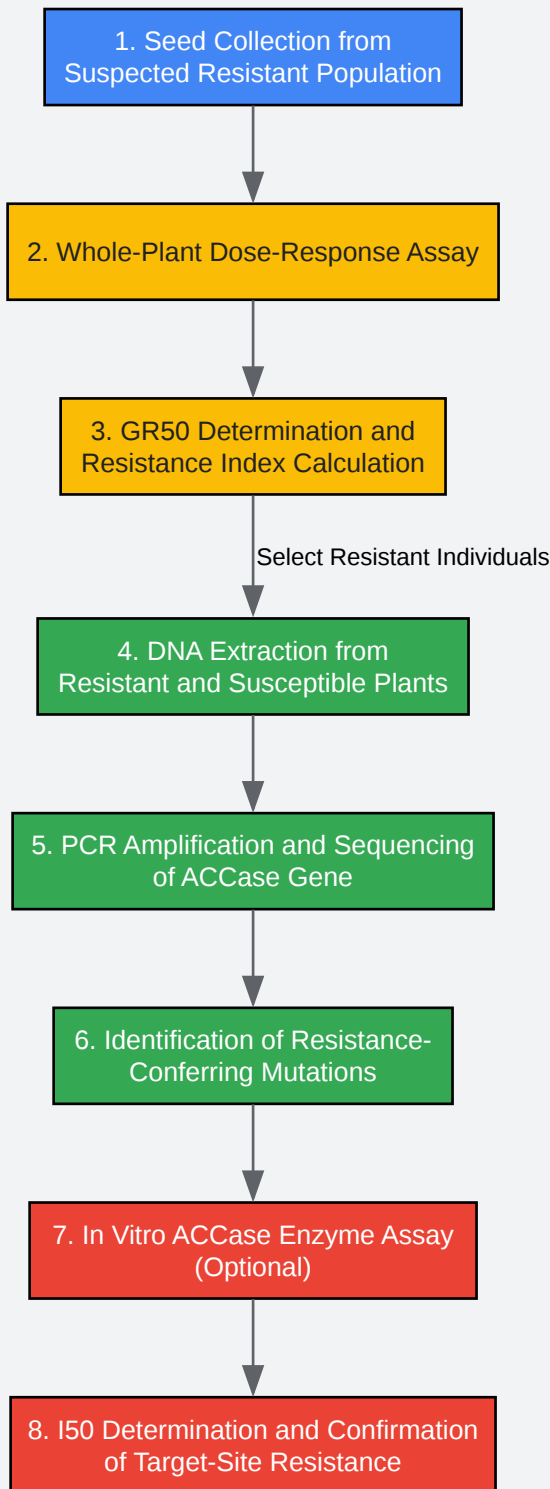 1. Seed Collection from
Suspected Resistant Population
2. Whole-Plant Dose-Response Assay
3. GR50 Determination and
Resistance Index Calculation
Select Resistant Individuals
4. DNA Extraction from
Resistant and Susceptible Plants
5. PCR Amplification and Sequencing
of ACCase Gene
6. Identification of Resistance-
Conferring Mutations
7. In Vitro ACCase Enzyme Assay
(Optional)
8. I50 Determination and Confirmation
of Target-Site Resistance